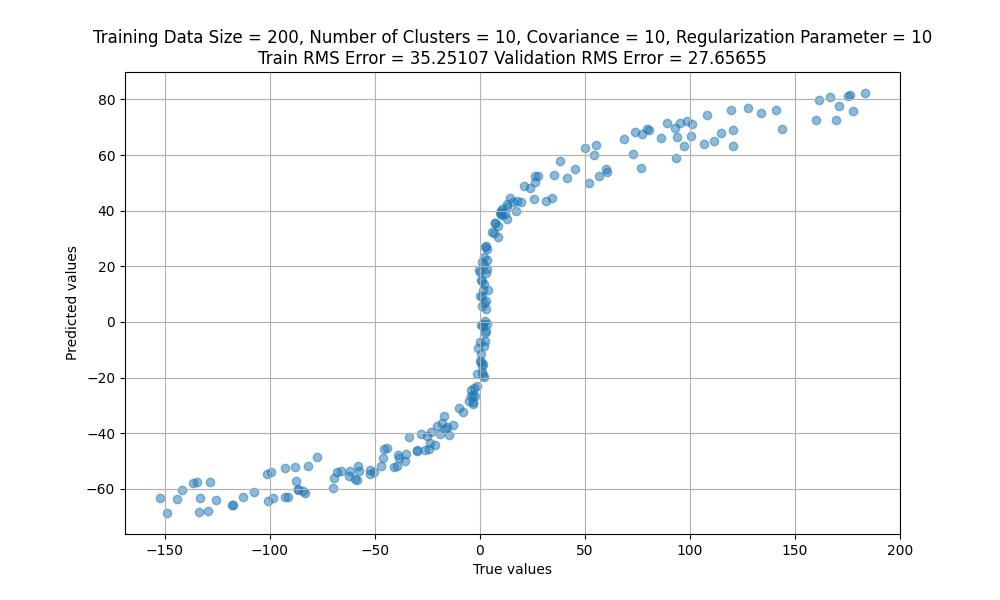 Training Data Size = 200, Number of Clusters = 10, Covariance = 10, Regularization Parameter = 10
Train RMS Error = 35.25107 Validation RMS Error = 27.65655
80
60
40
20
0
−20
−40
−60
Predicted values
−150 −100 −50 0 50 100 150 200
True values